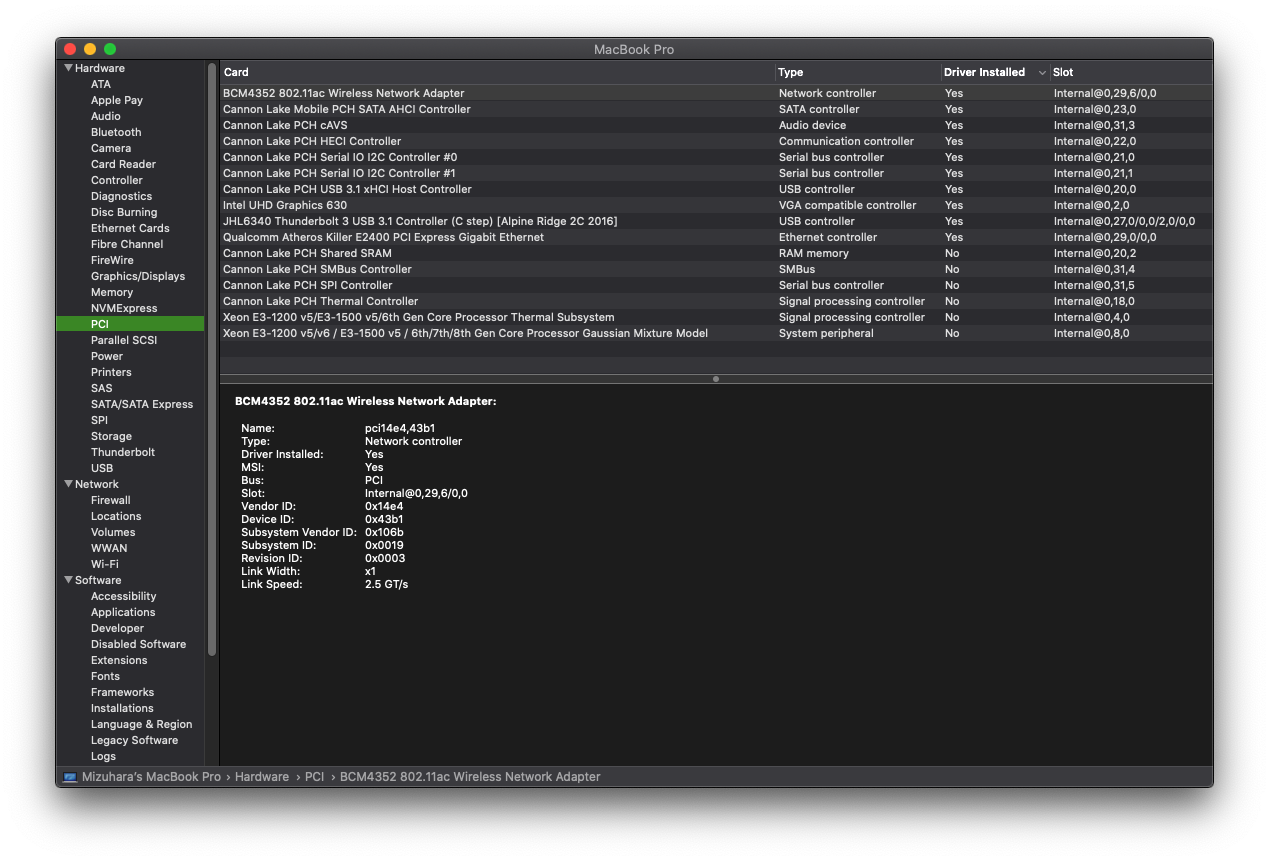 MacBook Pro
Hardware
ATA
Apple Pay
Audio
Bluetooth
Camera
Card Reader
Controller
Diagnostics
Disc Burning
Ethernet Cards
Fibre Channel
FireWire
Graphics/Displays
Memory
NVMExpress
PCI
Parallel SCSI
Power
Printers
SAS
SATA/SATA Express
SPI
Storage
Thunderbolt
USB
Network
Firewall
Locations
Volumes
WWAN
Wi-Fi
Software
Accessibility
Applications
Developer
Disabled Software
Extensions
Fonts
Frameworks
Installations
Language & Region
Legacy Software
Logs
Card Type Driver Installed Slot
BCM4352 802.11ac Wireless Network Adapter Network controller Yes Internal@0,29,6/0,0
Cannon Lake Mobile PCH SATA AHCI Controller SATA controller Yes Internal@0,23,0
Cannon Lake PCH cAVS Audio device Yes Internal@0,31,3
Cannon Lake PCH HECI Controller Communication controller Yes Internal@0,22,0
Cannon Lake PCH Serial IO I2C Controller #0 Serial bus controller Yes Internal@0,21,0
Cannon Lake PCH Serial IO I2C Controller #1 Serial bus controller Yes Internal@0,21,1
Cannon Lake PCH USB 3.1 xHCI Host Controller USB controller Yes Internal@0,20,0
Intel UHD Graphics 630 VGA compatible controller Yes Internal@0,2,0
JHL6340 Thunderbolt 3 USB 3.1 Controller (C step) [Alpine Ridge 2C 2016] USB controller Yes Internal@0,27,0/0,0/2,0/0,0
Qualcomm Atheros Killer E2400 PCI Express Gigabit Ethernet Ethernet controller Yes Internal@0,29,0/0,0
Cannon Lake PCH Shared SRAM RAM memory No Internal@0,20,2
Cannon Lake PCH SMBus Controller SMBus No Internal@0,31,4
Cannon Lake PCH SPI Controller Serial bus controller No Internal@0,31,5
Cannon Lake PCH Thermal Controller Signal processing controller No Internal@0,18,0
Xeon E3-1200 v5/E3-1500 v5/6th Gen Core Processor Thermal Subsystem Signal processing controller No Internal@0,4,0
Xeon E3-1200 v5/v6 / E3-1500 v5 / 6th/7th/8th Gen Core Processor Gaussian Mixture Model System peripheral No Internal@0,8,0
BCM4352 802.11ac Wireless Network Adapter:
Name: pci14e4,43b1
Type: Network controller
Driver Installed: Yes
MSI: Yes
Bus: PCI
Slot: Internal@0,29,6/0,0
Vendor ID: 0x14e4
Device ID: 0x43b1
Subsystem Vendor ID: 0x106b
Subsystem ID: 0x0019
Revision ID: 0x0003
Link Width: x1
Link Speed: 2.5 GT/s
Mizuhara’s MacBook Pro › Hardware › PCI › BCM4352 802.11ac Wireless Network Adapter